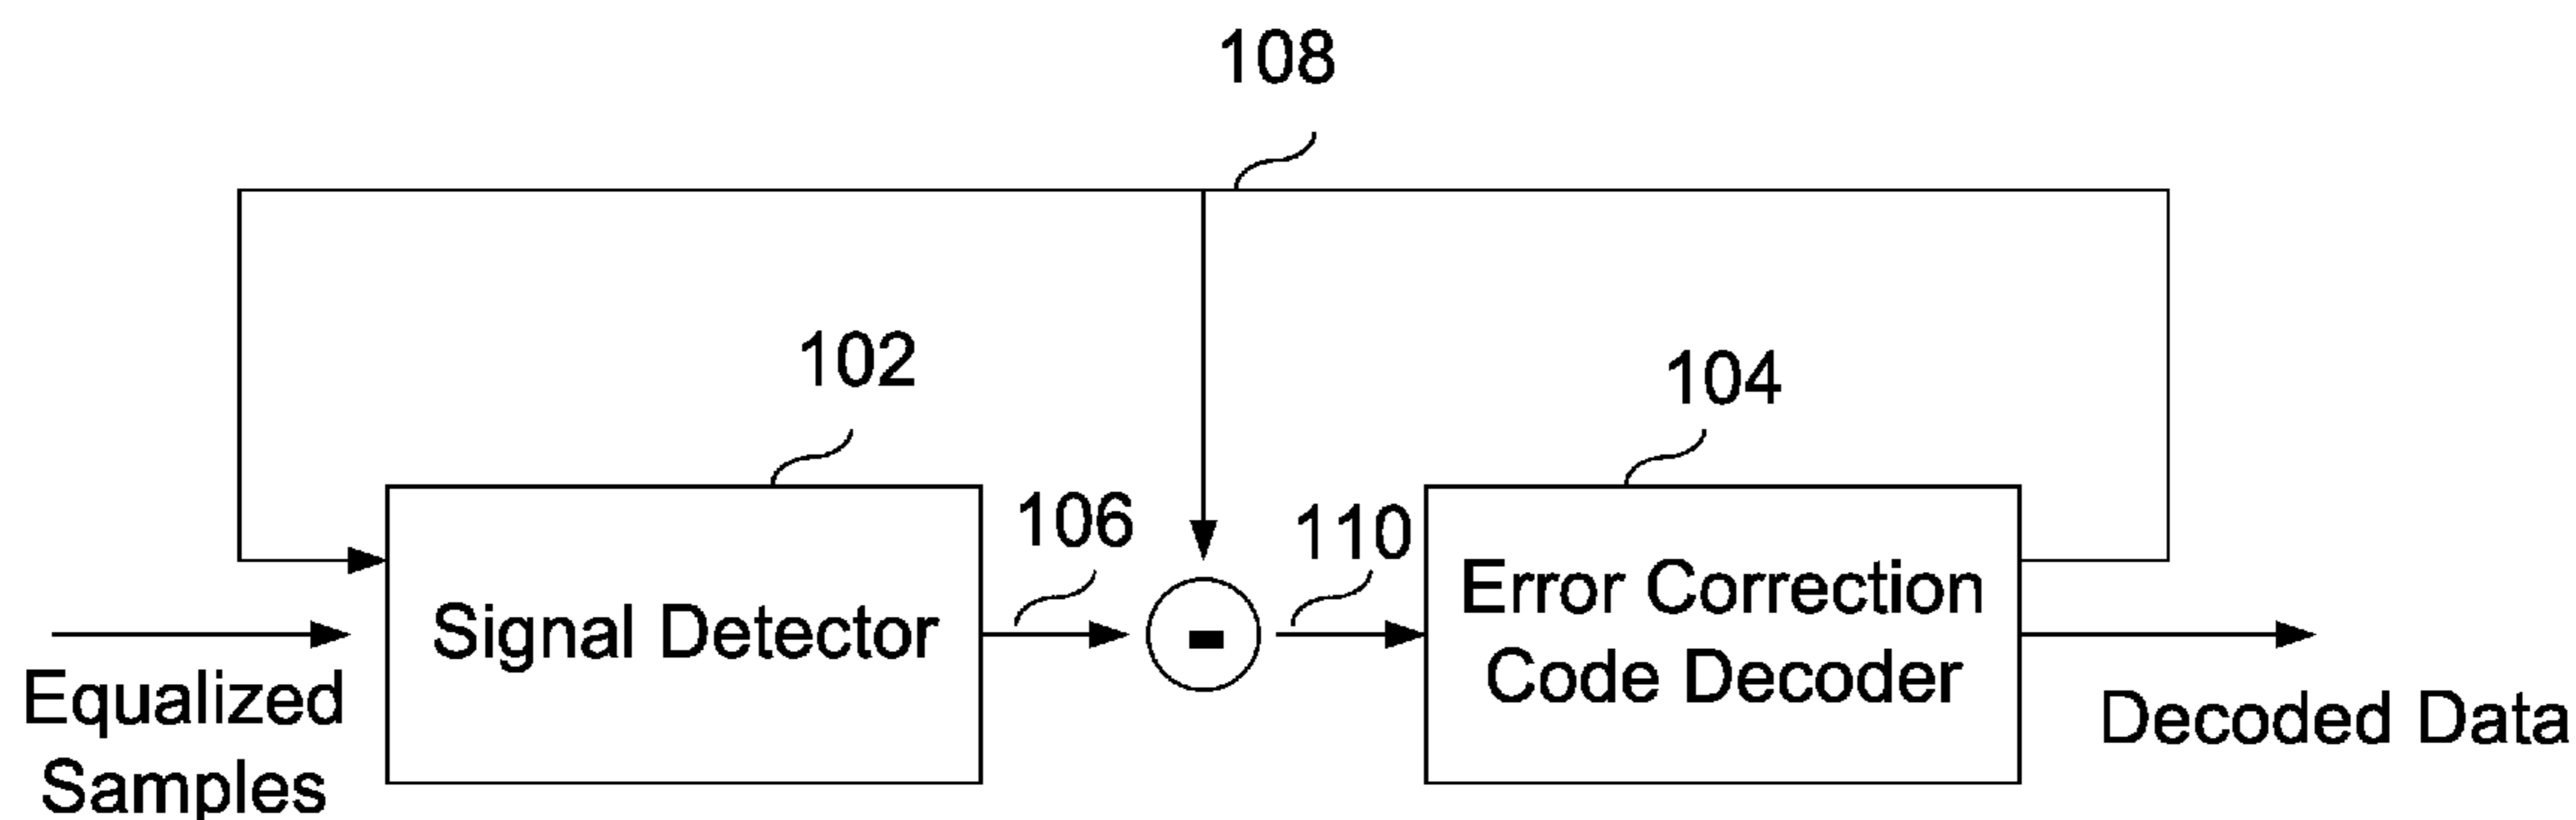 108
102
104
106
110
Signal Detector
Error Correction
Code Decoder
-
Equalized
Samples
Decoded Data